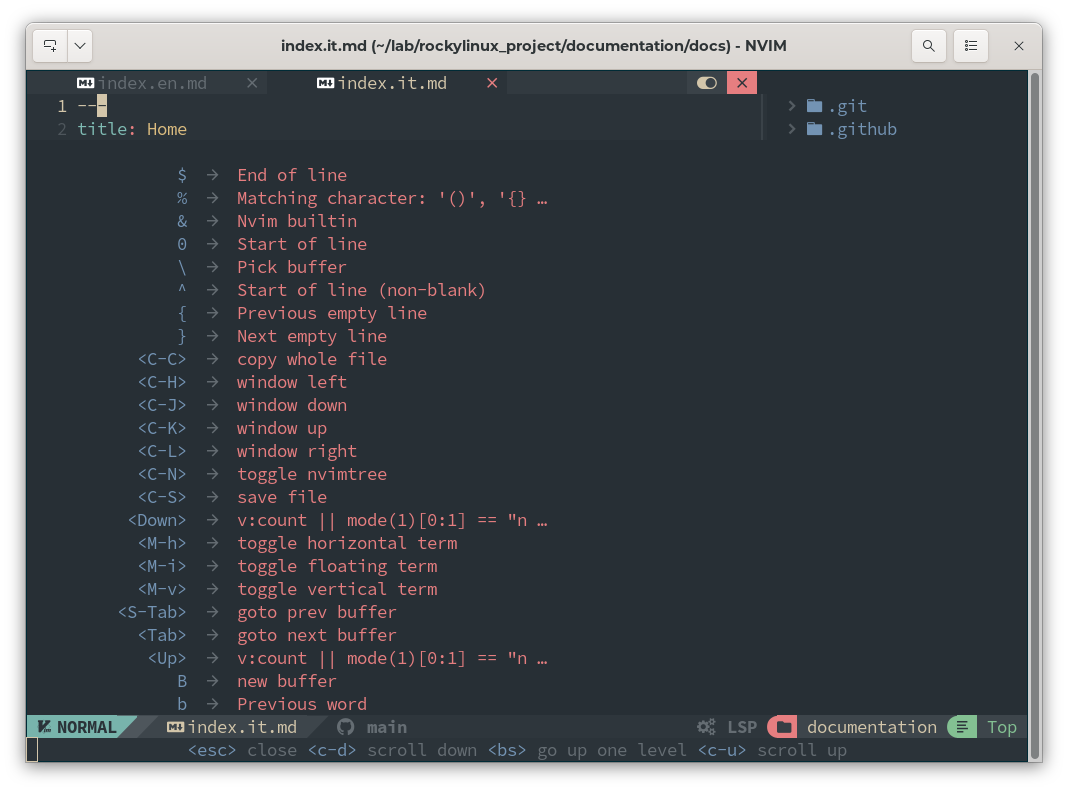 index.it.md (~/lab/rockylinux_project/documentation/docs) - NVIM
index.en.md × index.it.md ×
1 --- > .git
2 title: Home > .github
$ → End of line
% → Matching character: '()', '{} …
& → Nvim builtin
0 → Start of line
\ → Pick buffer
^ → Start of line (non-blank)
{ → Previous empty line
} → Next empty line
<C-C> → copy whole file
<C-H> → window left
<C-J> → window down
<C-K> → window up
<C-L> → window right
<C-N> → toggle nvimtree
<C-S> → save file
<Down> → v:count || mode(1)[0:1] == "n …
<M-h> → toggle horizontal term
<M-i> → toggle floating term
<M-v> → toggle vertical term
<S-Tab> → goto prev buffer
<Tab> → goto next buffer
<Up> → v:count || mode(1)[0:1] == "n …
B → new buffer
b → Previous word
NORMAL index.it.md main LSP documentation Top
<esc> close <c-d> scroll down <bs> go up one level <c-u> scroll up